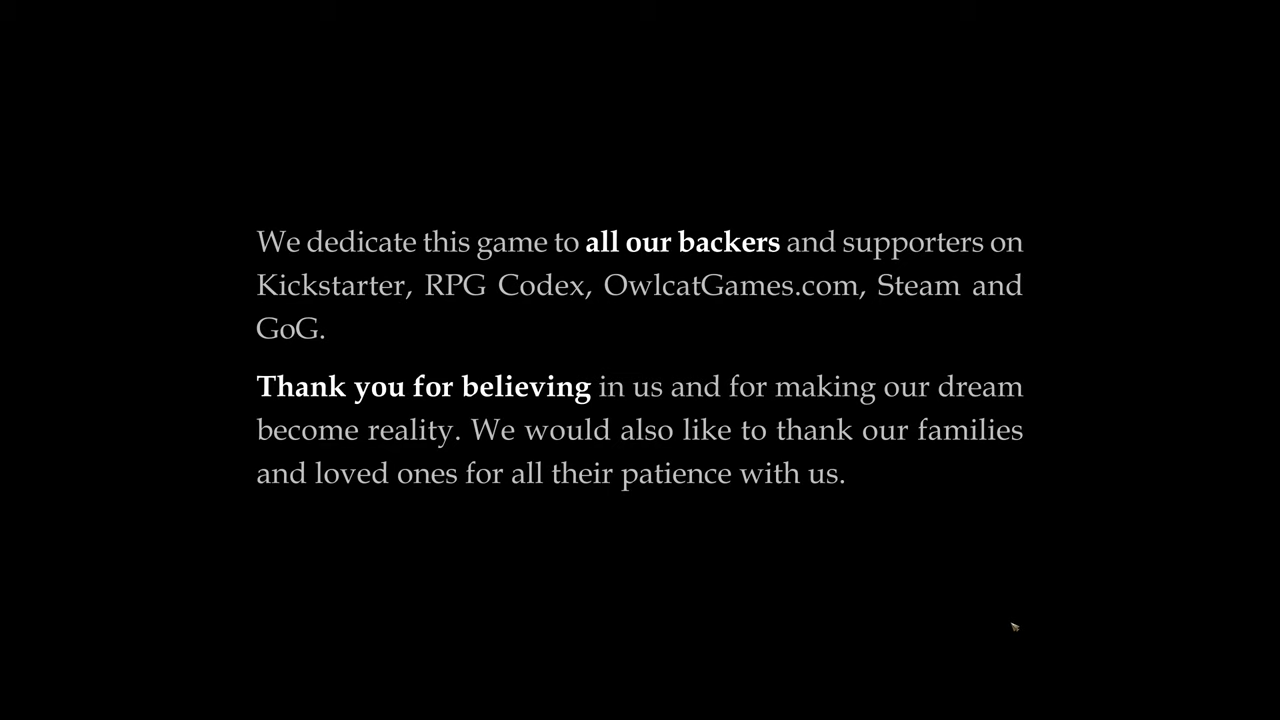 We dedicate this game to all our backers and supporters on
Kickstarter, RPG Codex, OwlcatGames.com, Steam and
GoG.
Thank you for believing in us and for making our dream
become reality. We would also like to thank our families
and loved ones for all their patience with us.